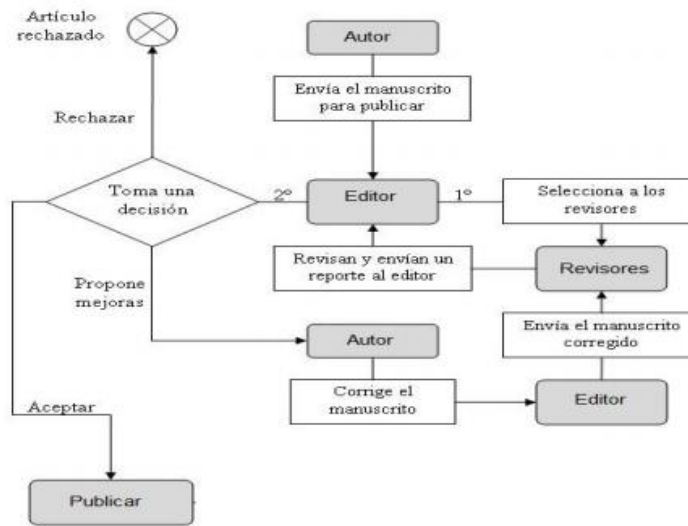 Artículo
rechazado
Autor
Envía el manuscrito
para publicar
Rechazar
Toma una
decisión
2º
Editor
1º
Selecciona a los
revisores
Revisan y envían un
reporte al editor
Revisores
Propone
mejoras
Autor
Envía el manuscrito
corregido
Corrige el
manuscrito
Editor
Aceptar
Publicar